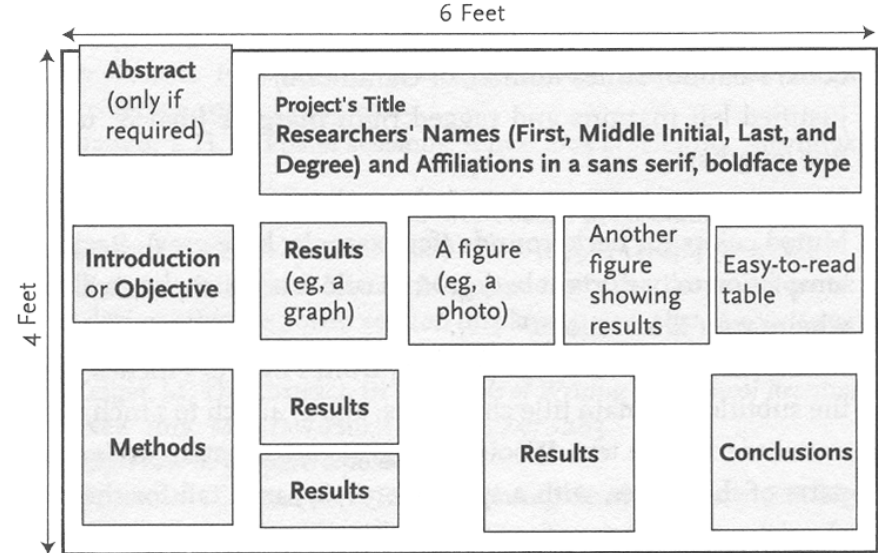 6 Feet
4 Feet
Abstract
(only if
required)
Project's Title
Researchers' Names (First, Middle Initial, Last, and
Degree) and Affiliations in a sans serif, boldface type
Introduction
or Objective
Results
(eg, a
graph)
A figure
(eg, a
photo)
Another
figure
showing
results
Easy-to-read
table
Methods
Results
Results
Results
Conclusions